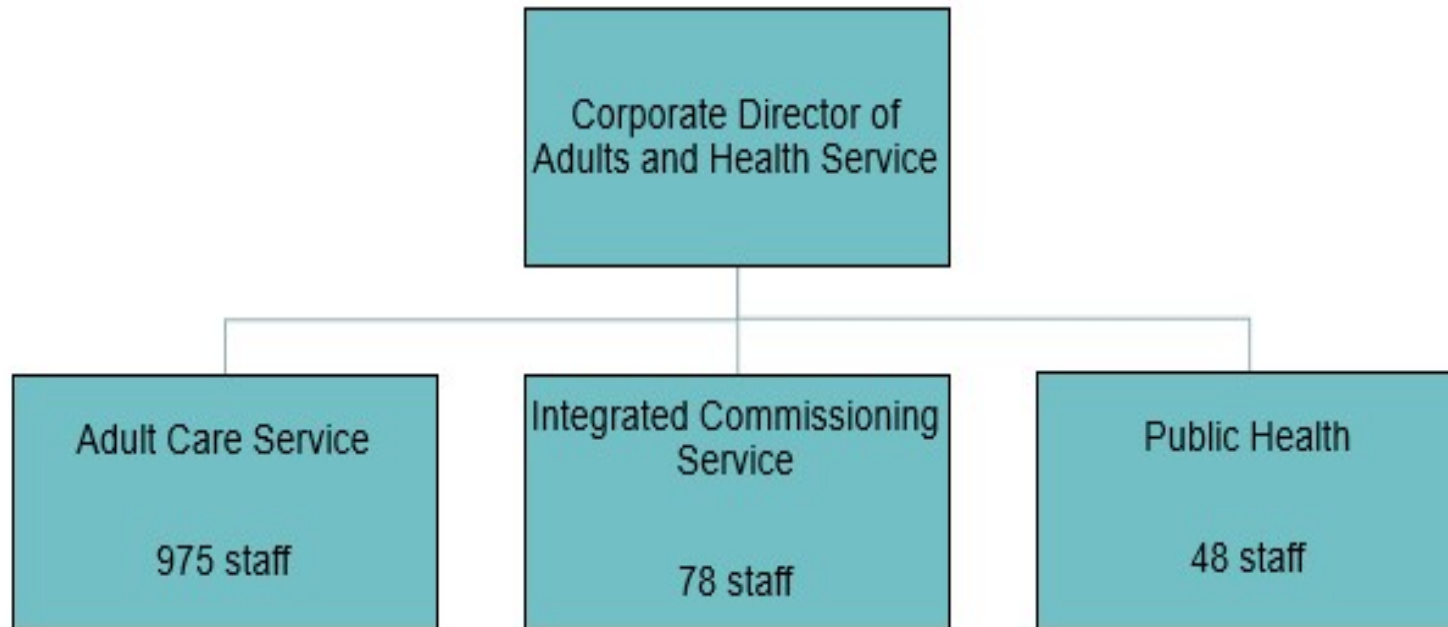 Corporate Director of
Adults and Health Service
Adult Care Service
975 staff
Integrated Commissioning
Service
78 staff
Public Health
48 staff